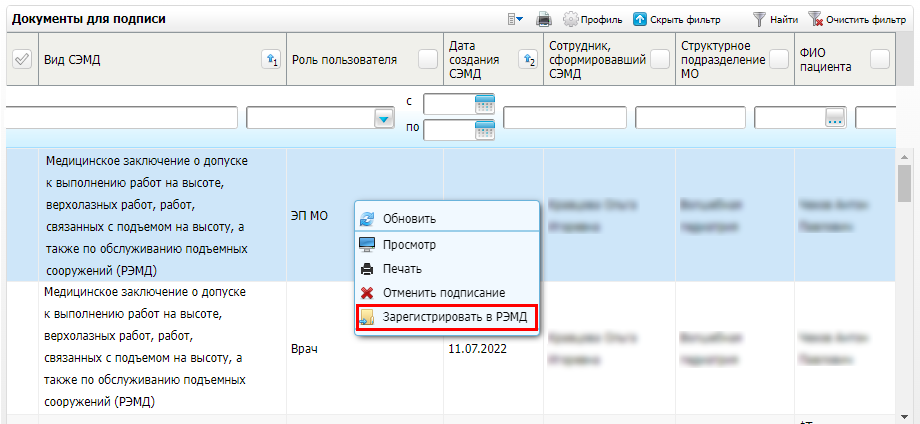 Документы для подписи
Профиль
Скрыть фильтр
Найти
Очистить фильтр
Вид СЭМД
1
Роль пользователя
Дата
создания
СЭМД
2
Сотрудник,
сформировавший
СЭМД
Структурное
подразделение
МО
ФИО
пациента
с
по
...
Медицинское заключение о допуске
к выполнению работ на высоте,
верхолазных работ, работ,
связанных с подъемом на высоту, а
также по обслуживанию подъемных
сооружений (РЭМД)
ЭП МО
Обновить
Просмотр
Печать
Отменить подписание
Зарегистрировать в РЭМД
Медицинское заключение о допуске
к выполнению работ на высоте,
верхолазных работ, работ,
связанных с подъемом на высоту, а
также по обслуживанию подъемных
сооружений (РЭМД)
Врач
11.07.2022